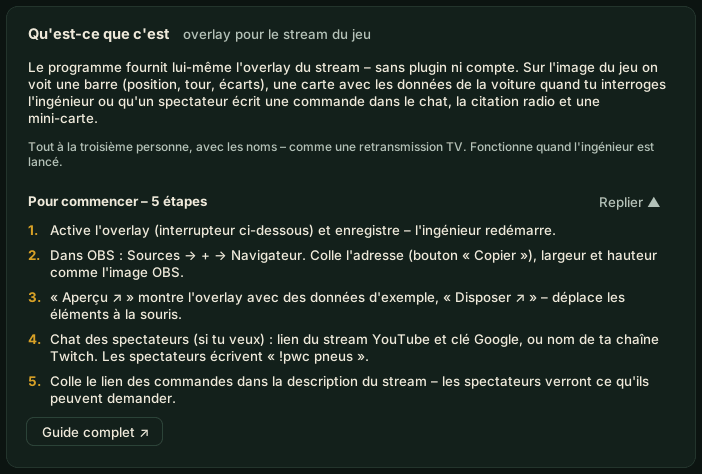 Qu'est-ce que c'est overlay pour le stream du jeu
Le programme fournit lui-même l'overlay du stream – sans plugin ni compte. Sur l'image du jeu on
voit une barre (position, tour, écarts), une carte avec les données de la voiture quand tu interroges
l'ingénieur ou qu'un spectateur écrit une commande dans le chat, la citation radio et une
mini-carte.
Tout à la troisième personne, avec les noms – comme une retransmission TV. Fonctionne quand l'ingénieur est
lancé.
Pour commencer – 5 étapes Replier ▲
1. Active l'overlay (interrupteur ci-dessous) et enregistre – l'ingénieur redémarre.
2. Dans OBS : Sources → + → Navigateur. Colle l'adresse (bouton « Copier »), largeur et hauteur
comme l'image OBS.
3. « Aperçu ↗ » montre l'overlay avec des données d'exemple, « Disposer ↗ » – déplace les
éléments à la souris.
4. Chat des spectateurs (si tu veux) : lien du stream YouTube et clé Google, ou nom de ta chaîne
Twitch. Les spectateurs écrivent « !pwc pneus ».
5. Colle le lien des commandes dans la description du stream – les spectateurs verront ce qu'ils
peuvent demander.
Guide complet ↗